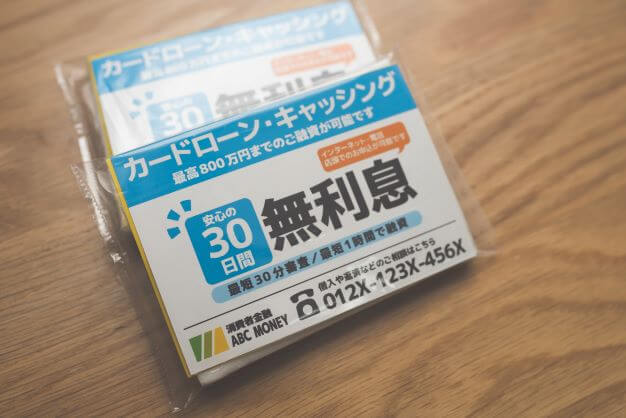 カードローン・キャッシング
無利息
30
カードローン・キャッシング
最高800万円までのご融資が可能です
インターネット・電話
店頭でのお申込が可能です
安心の
30
日間
無利息
最短30分審査/最短1時間で融資
借入や返済などのご相談はこちら
012X-123X-456X
消費者金融
ABC MONEY